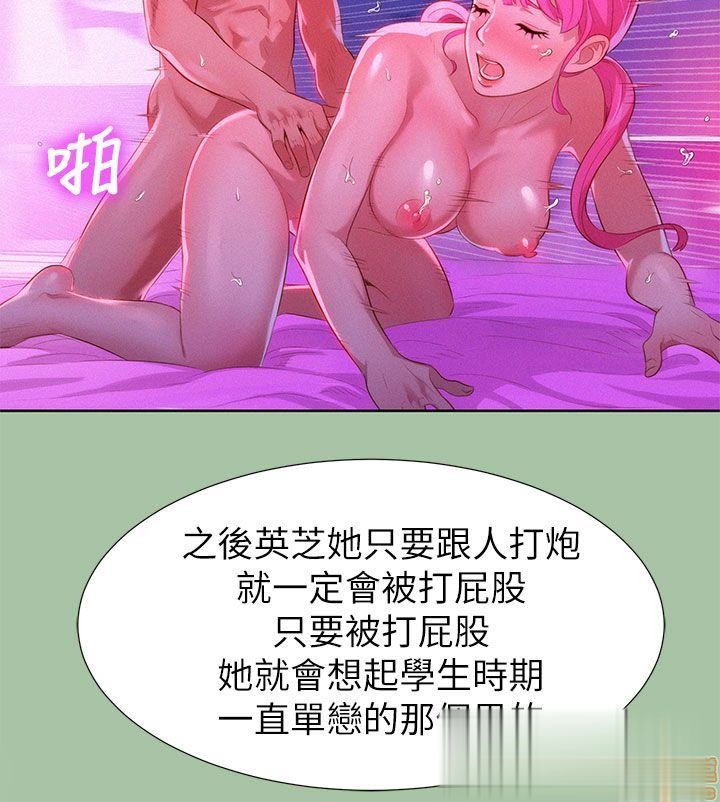 啪
之後英芝她只要跟人打炮
就一定會被打屁股
只要被打屁股
她就會想起學生時期
一直單戀的那個